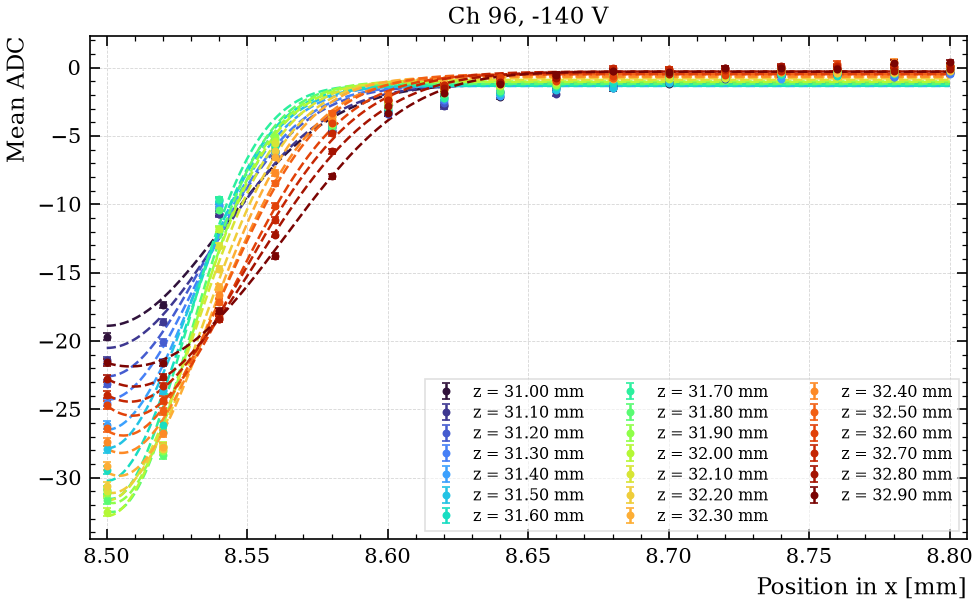 Ch 96, -140 V
Mean ADC
0
−5
−10
−15
−20
−25
−30
z = 31.00 mm
z = 31.10 mm
z = 31.20 mm
z = 31.30 mm
z = 31.40 mm
z = 31.50 mm
z = 31.60 mm
z = 31.70 mm
z = 31.80 mm
z = 31.90 mm
z = 32.00 mm
z = 32.10 mm
z = 32.20 mm
z = 32.30 mm
z = 32.40 mm
z = 32.50 mm
z = 32.60 mm
z = 32.70 mm
z = 32.80 mm
z = 32.90 mm
8.50 8.55 8.60 8.65 8.70 8.75 8.80
Position in x [mm]